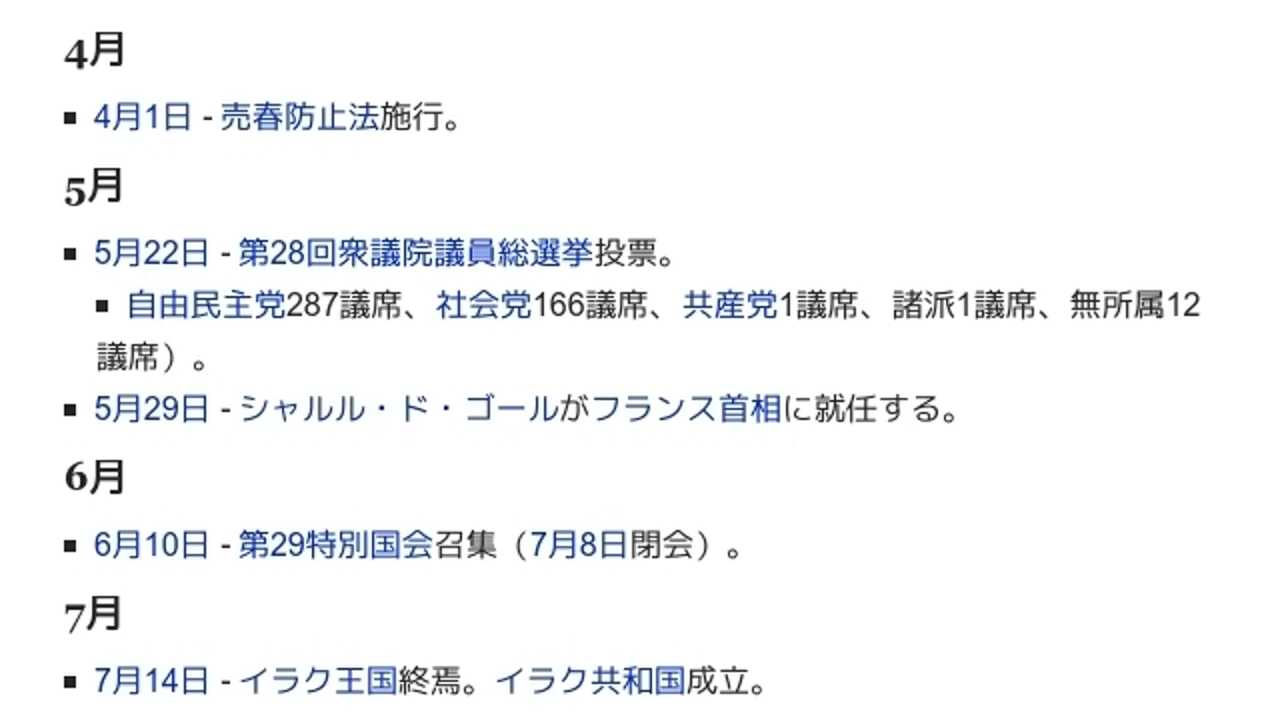 4月
▪ 4月1日 - 売春防止法施行。
5月
▪ 5月22日 - 第28回衆議院議員総選挙投票。
▪ 自由民主党287議席、社会党166議席、共産党1議席、諸派1議席、無所属12
議席）。
▪ 5月29日 - シャルル・ド・ゴールがフランス首相に就任する。
6月
▪ 6月10日 - 第29特別国会召集（7月8日閉会）。
7月
▪ 7月14日 - イラク王国終焉。イラク共和国成立。